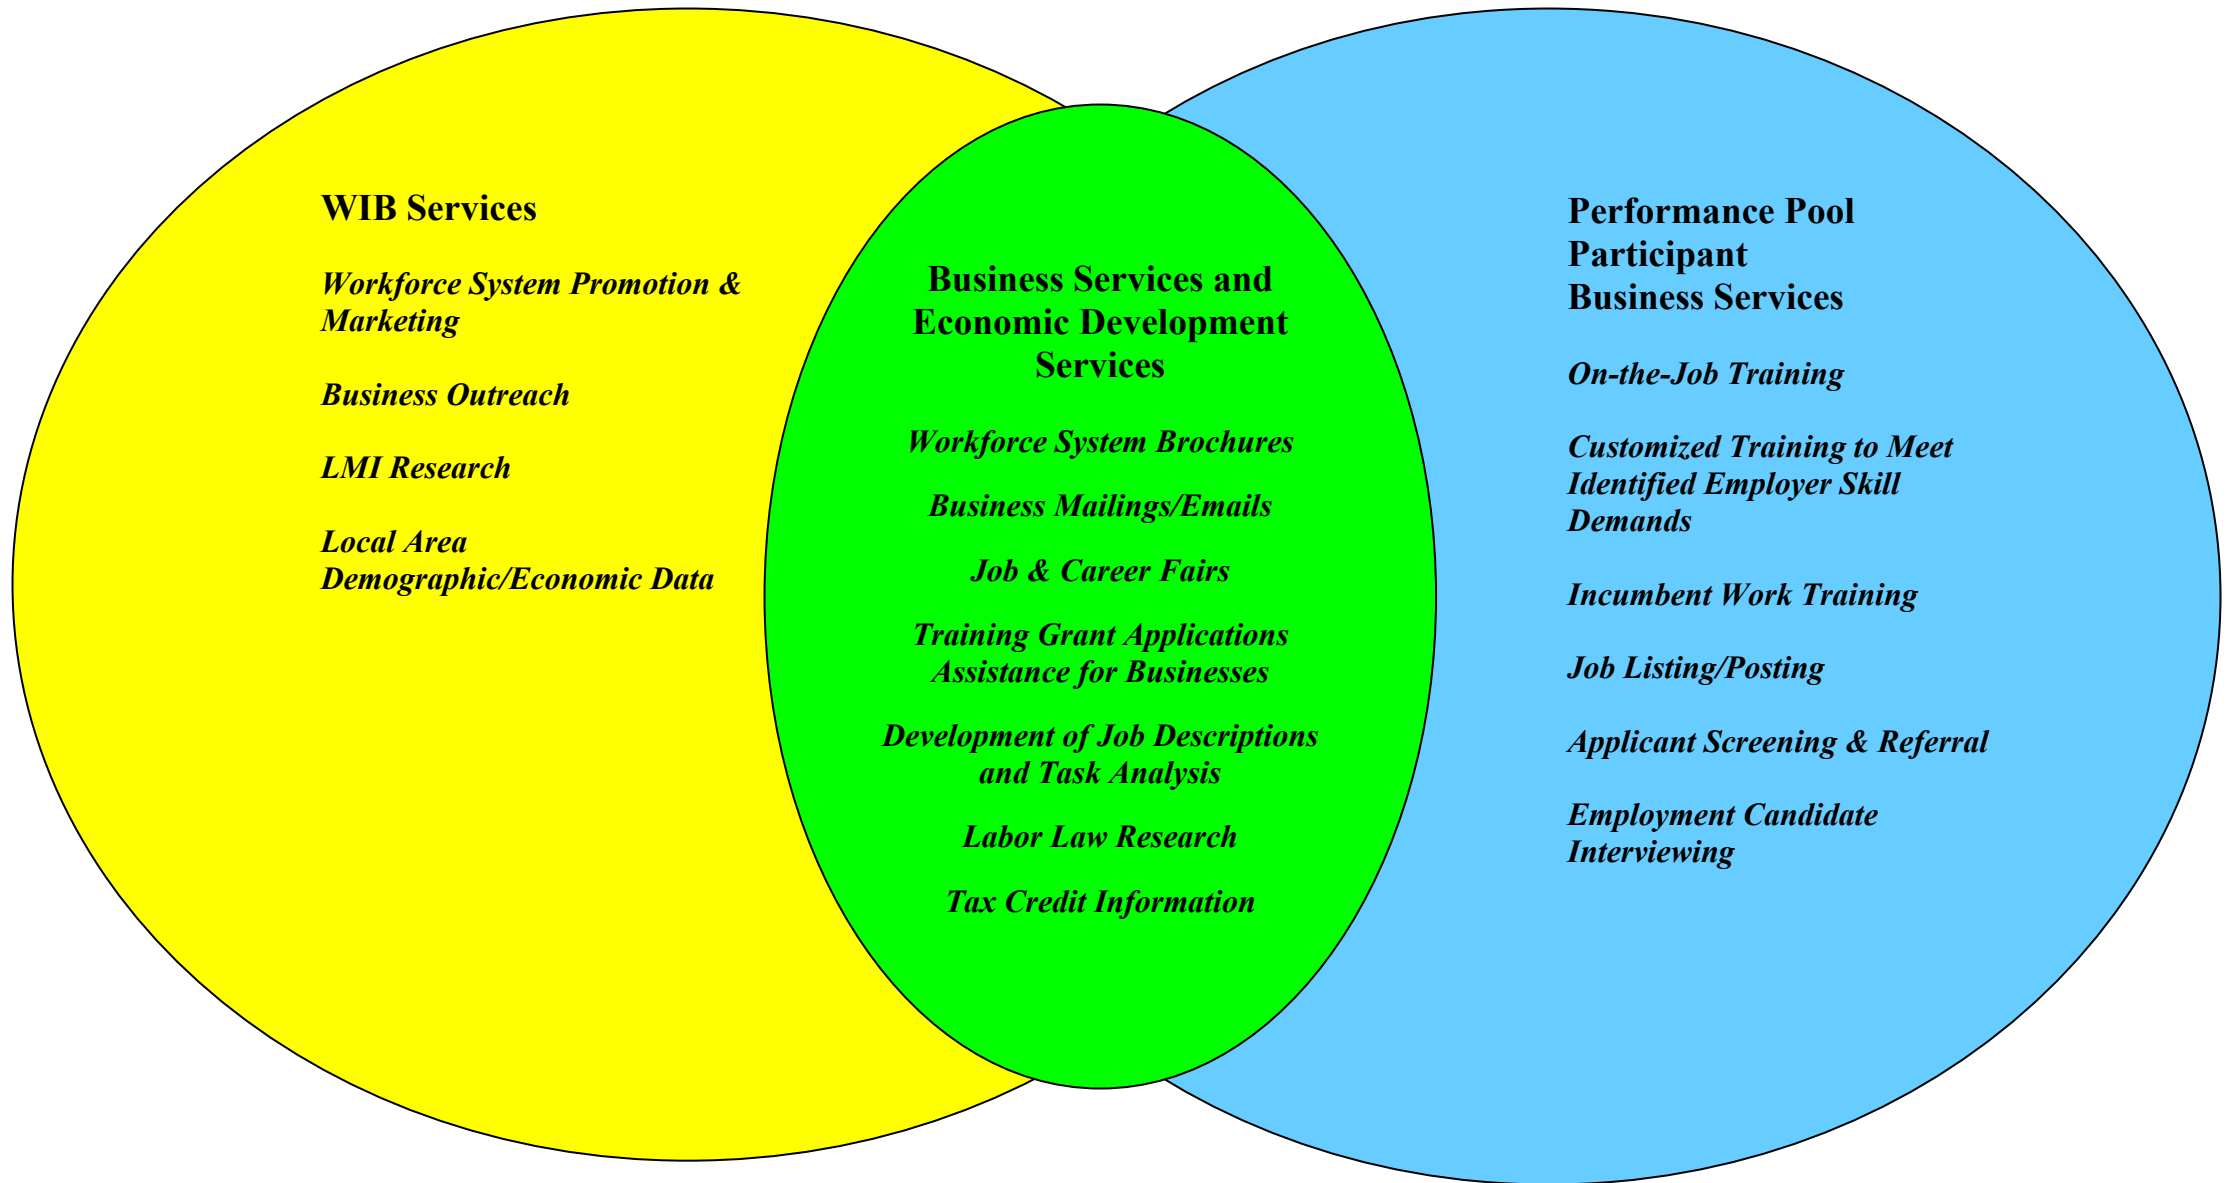 WIB Services
Workforce System Promotion &
Marketing
Business Outreach
LMI Research
Local Area
Demographic/Economic Data
Business Services and
Economic Development
Services
Workforce System Brochures
Business Mailings/Emails
Job & Career Fairs
Training Grant Applications
Assistance for Businesses
Development of Job Descriptions
and Task Analysis
Labor Law Research
Tax Credit Information
Performance Pool
Participant
Business Services
On-the-Job Training
Customized Training to Meet
Identified Employer Skill
Demands
Incumbent Work Training
Job Listing/Posting
Applicant Screening & Referral
Employment Candidate
Interviewing